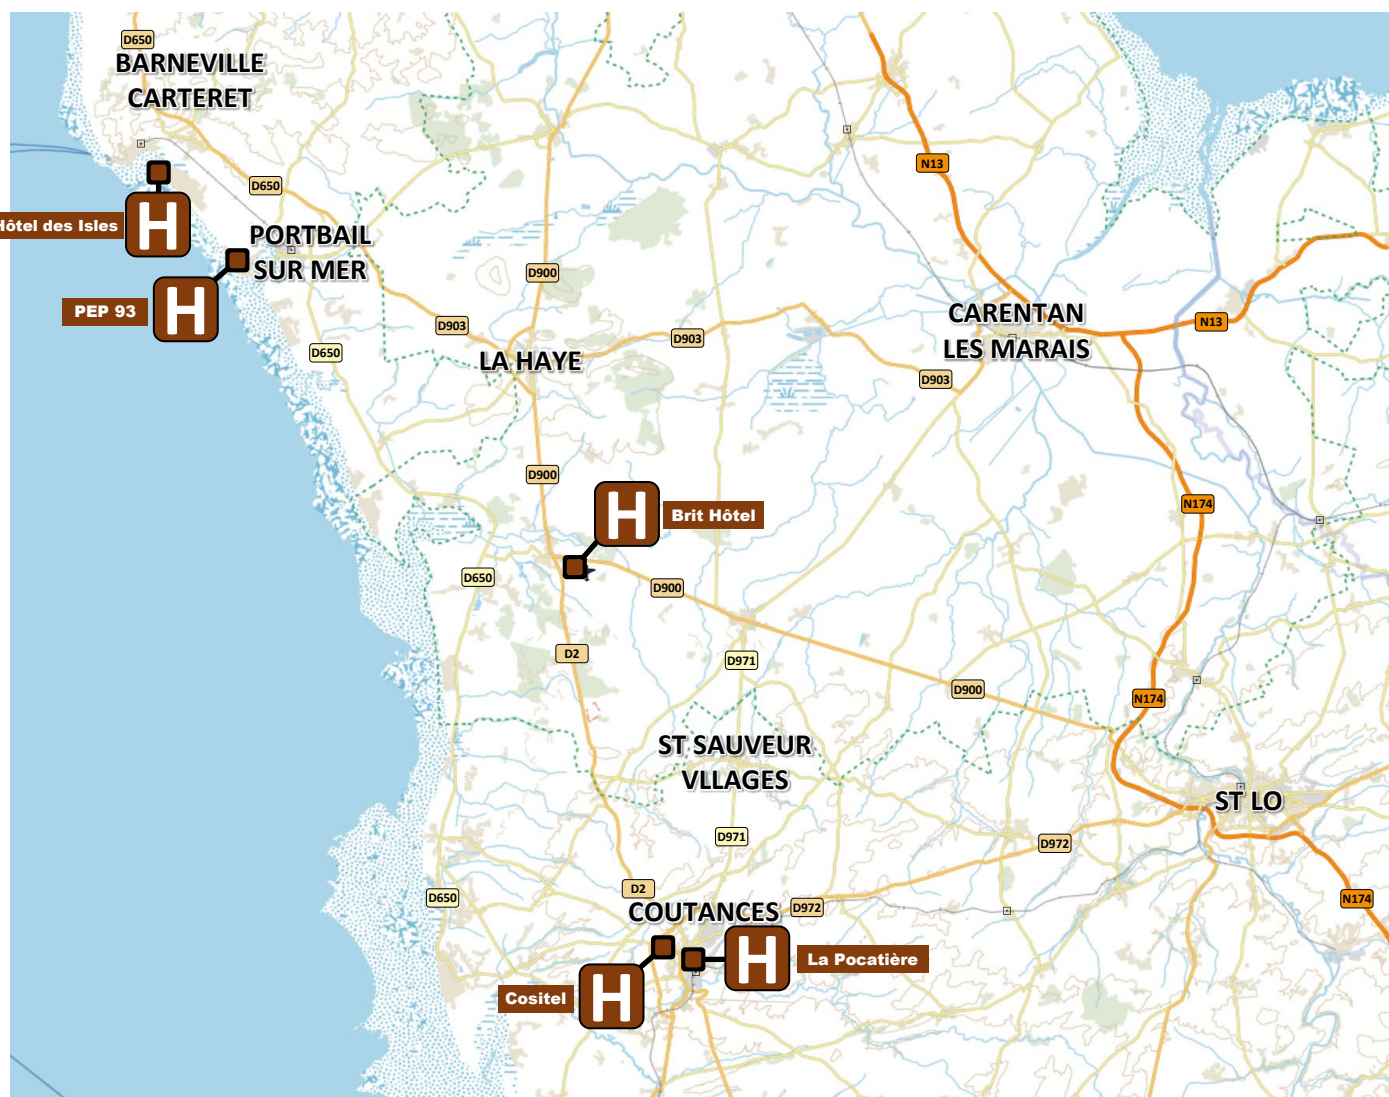 D650
BARNEVILLE
CARTERET
N13
D650
H
Hôtel des Isles
PORTBAIL
SUR MER
D900
H
PEP 93
CARENTAN
LES MARAIS
N13
D903
D903
D650
LA HAYE
D903
D900
H
Brit Hôtel
N174
D650
D900
D2
D971
D900
N174
ST SAUVEUR
VLLAGES
ST LO
D971
D972
D2
D650
COUTANCES
D972
N174
H
La Pocatière
H
Cositel